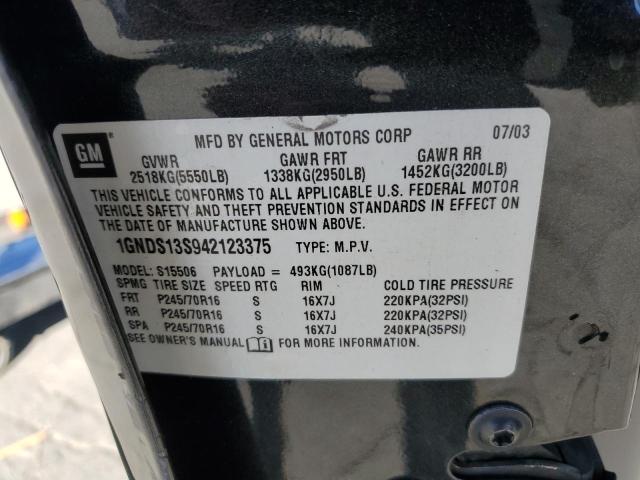 GM
MFD BY GENERAL MOTORS CORP 07/03
GVWR GAWR FRT GAWR RR
2518KG(5550LB) 1338KG(2950LB) 1452KG(3200LB)
THIS VEHICLE CONFORMS TO ALL APPLICABLE U.S. FEDERAL MOTOR
VEHICLE SAFETY AND THEFT PREVENTION STANDARDS IN EFFECT ON
THE DATE OF MANUFACTURE SHOWN ABOVE.
1GNDS13S942123375 TYPE: M.P.V.
MODEL: S15506 PAYLOAD = 493KG(1087LB)
SPMG TIRE SIZE SPEED RTG RIM COLD TIRE PRESSURE
FRT P245/70R16 S 16X7J 220KPA(32PSI)
RR P245/70R16 S 16X7J 220KPA(32PSI)
SPA P245/70R16 S 16X7J 240KPA(35PSI)
SEE OWNER'S MANUAL FOR MORE INFORMATION.